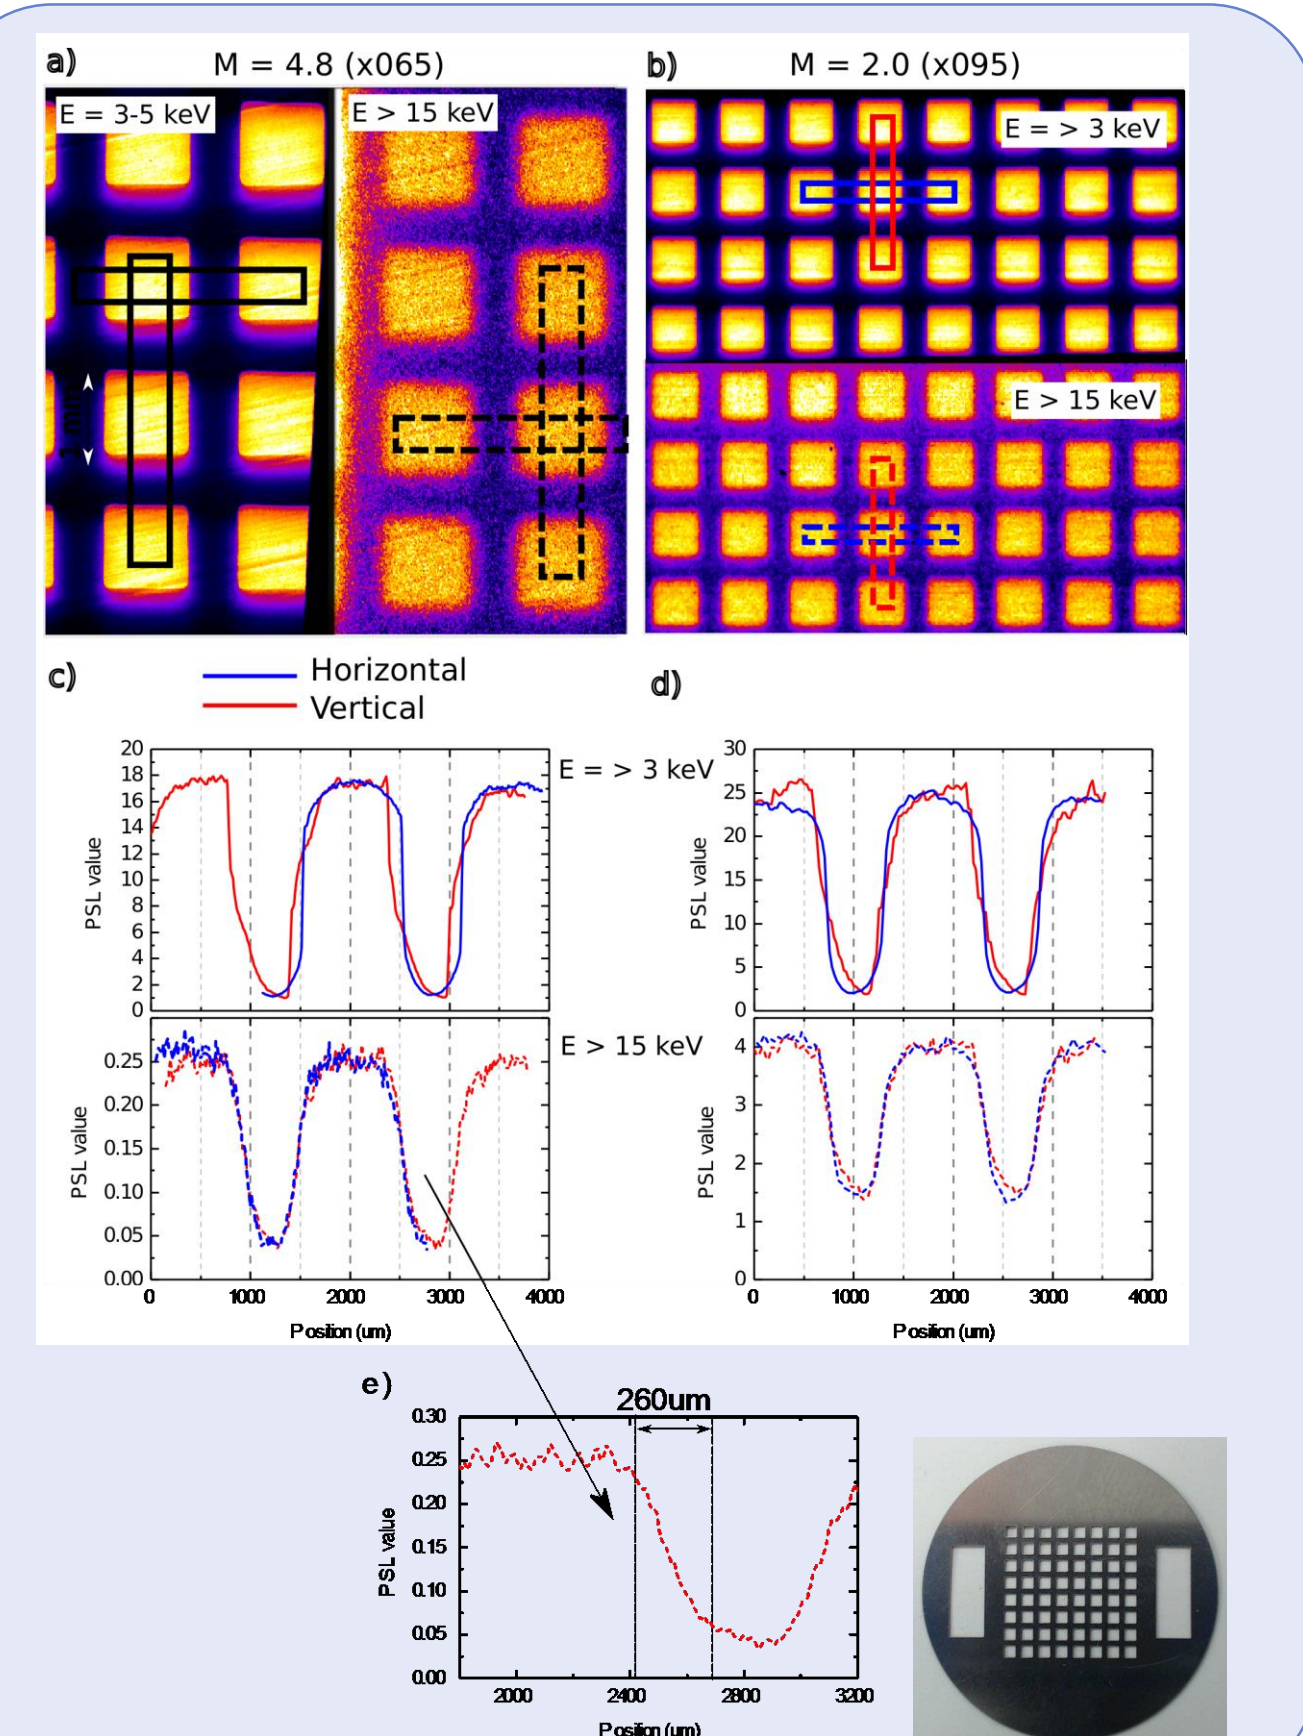 a)
M = 4.8 (x065)
E = 3-5 keV
E > 15 keV
b)
M = 2.0 (x095)
E = > 3 keV
E > 15 keV
c)
Horizontal
Vertical
d)
20
18
16
14
12
10
8
6
4
2
0
PSL value
E = > 3 keV
30
25
20
15
10
5
0
PSL value
0.25
0.20
0.15
0.10
0.05
0.00
PSL value
E > 15 keV
4
3
2
1
0
PSL value
0 1000 2000 3000 4000
Position (um)
0 1000 2000 3000 4000
Position (um)
e)
260um
0.30
0.25
0.20
0.15
0.10
0.05
0.00
PSL value
2000 2400 2800 3200
Position (um)